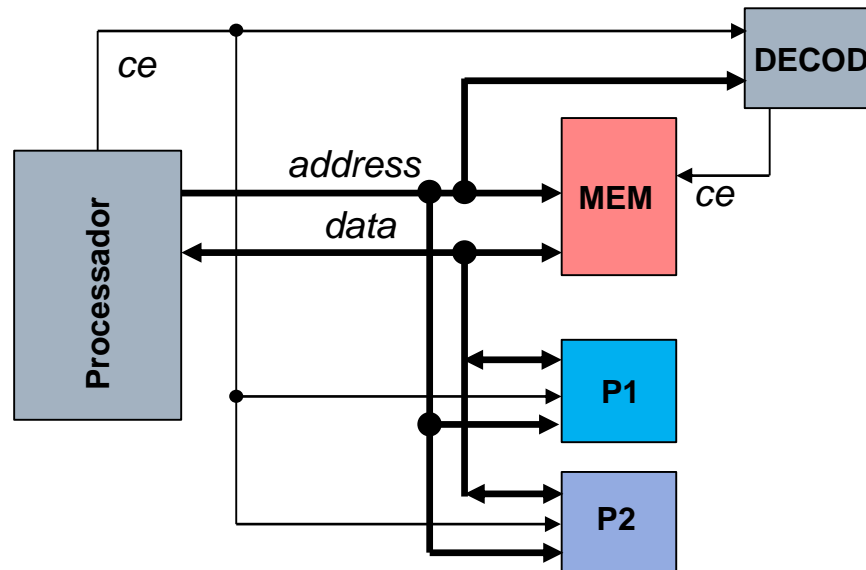 ce
DECOD
address
MEM
ce
data
Processador
P1
P2